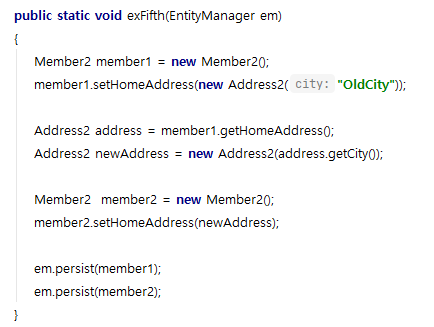 public static void exFifth(EntityManager em)
{
Member2 member1 = new Member2();
member1.setHomeAddress(new Address2( city: "OldCity"));
Address2 address = member1.getHomeAddress();
Address2 newAddress = new Address2(address.getCity());
Member2  member2 = new Member2();
member2.setHomeAddress(newAddress);
em.persist(member1);
em.persist(member2);
}